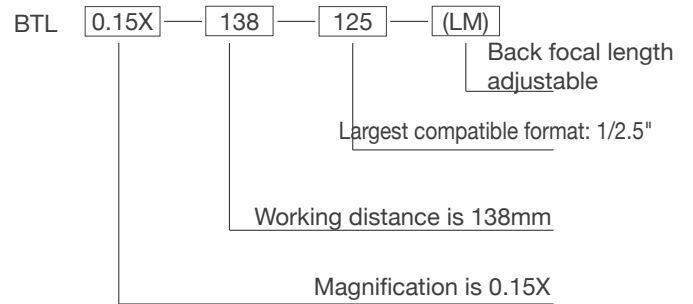 BTL 0.15X 138 125 (LM)
Back focal length
adjustable
Largest compatible format: 1/2.5"
Working distance is 138mm
Magnification is 0.15X